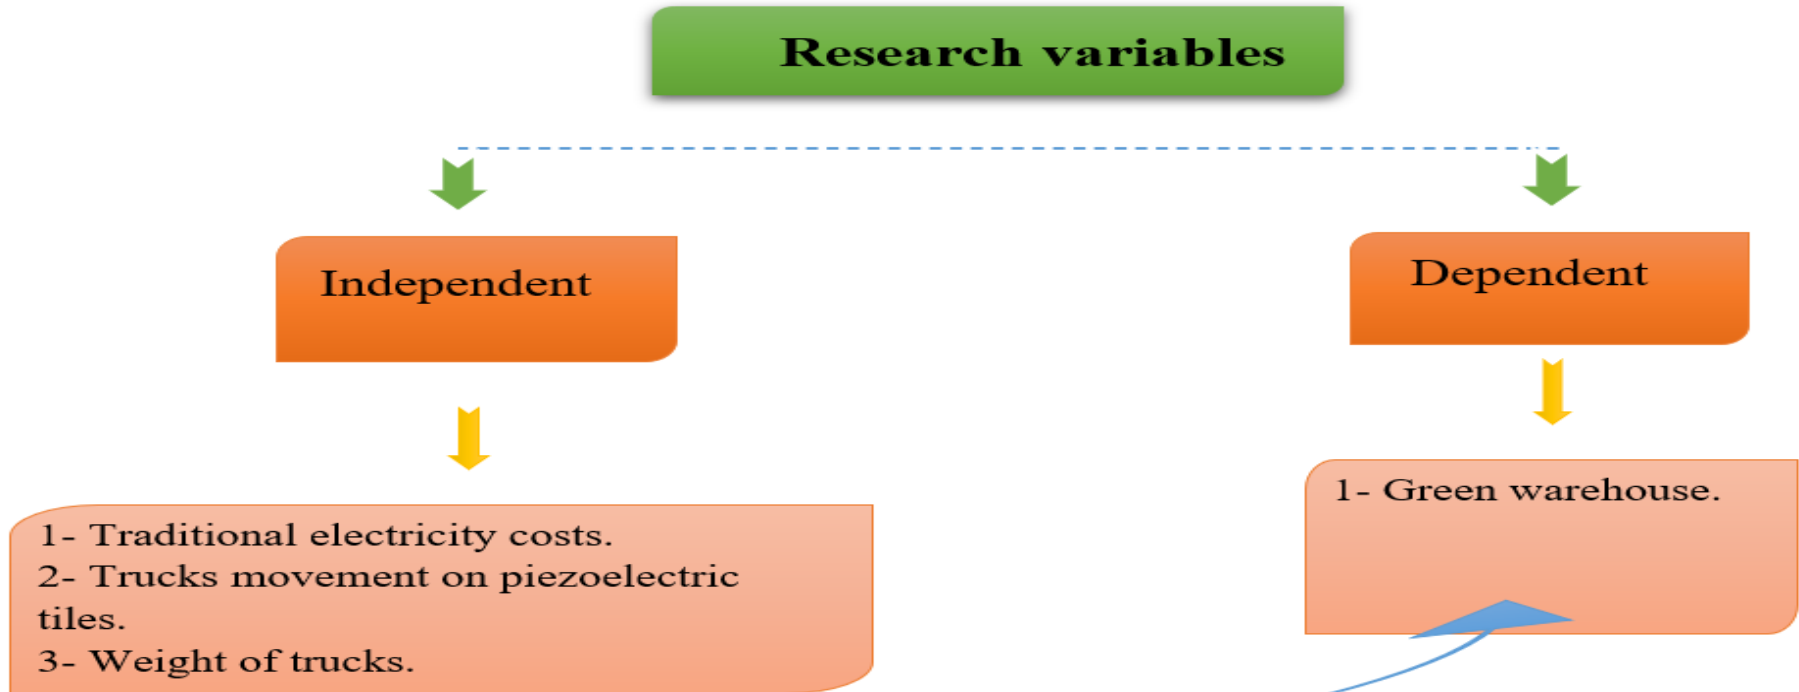 Research variables
Independent
Dependent
1- Traditional electricity costs.
2- Trucks movement on piezoelectric
tiles.
3- Weight of trucks.
1- Green warehouse.